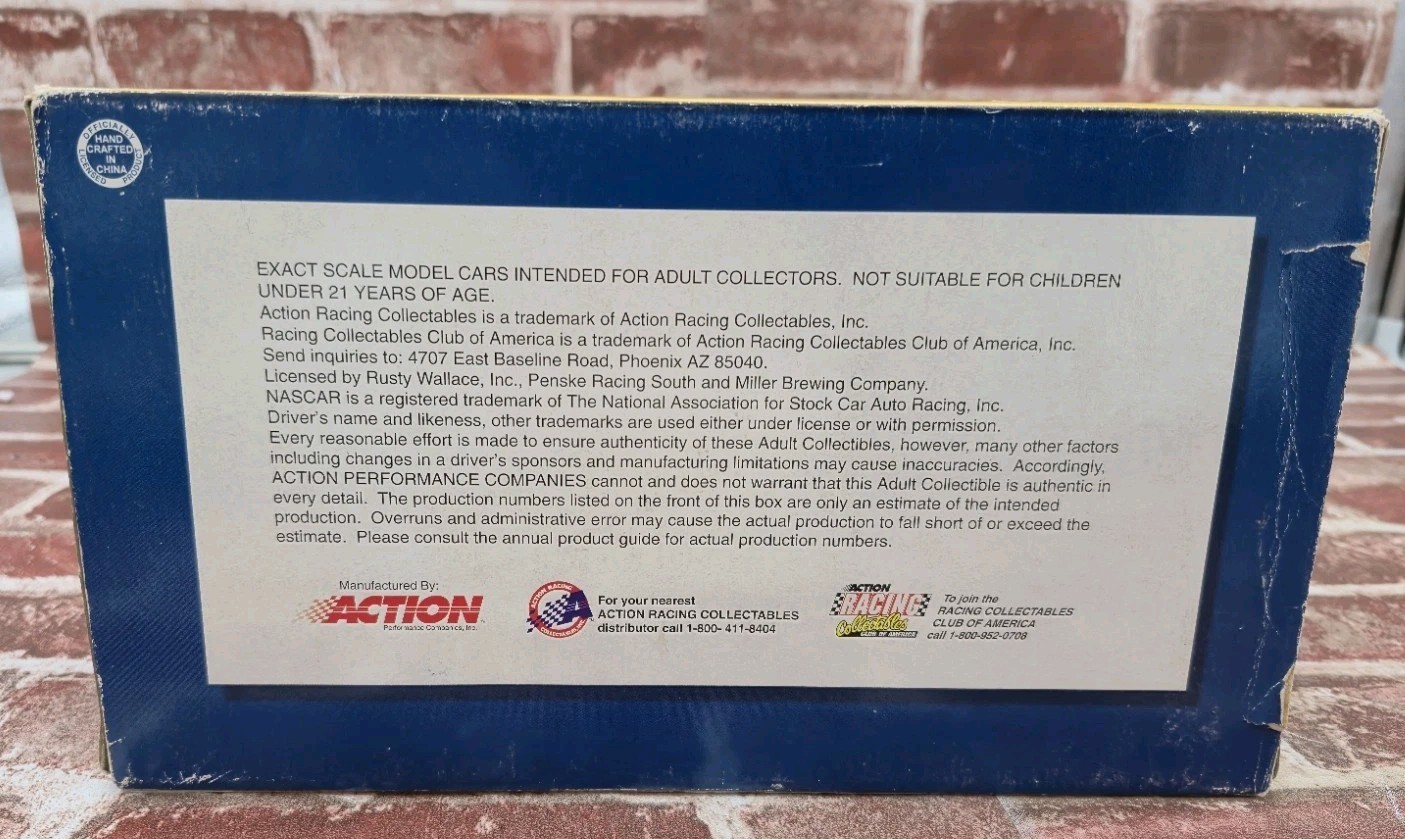 OFFICIALLY
HAND
CRAFTED
IN
CHINA
LICENSED PRODUCT
EXACT SCALE MODEL CARS INTENDED FOR ADULT COLLECTORS. NOT SUITABLE FOR CHILDREN
UNDER 21 YEARS OF AGE.
Action Racing Collectables is a trademark of Action Racing Collectables, Inc.
Racing Collectables Club of America is a trademark of Action Racing Collectables Club of America, Inc.
Send inquiries to: 4707 East Baseline Road, Phoenix AZ 85040.
Licensed by Rusty Wallace, Inc., Penske Racing South and Miller Brewing Company.
NASCAR is a registered trademark of The National Association for Stock Car Auto Racing, Inc.
Driver's name and likeness, other trademarks are used either under license or with permission.
Every reasonable effort is made to ensure authenticity of these Adult Collectibles, however, many other factors
including changes in a driver's sponsors and manufacturing limitations may cause inaccuracies. Accordingly,
ACTION PERFORMANCE COMPANIES cannot and does not warrant that this Adult Collectible is authentic in
every detail. The production numbers listed on the front of this box are only an estimate of the intended
production. Overruns and administrative error may cause the actual production to fall short of or exceed the
estimate. Please consult the annual product guide for actual production numbers.
Manufactured By:
ACTION
Performance Companies, Inc.
ACTION RACING
COLLECTABLES, INC.
For your nearest
ACTION RACING COLLECTABLES
distributor call 1-800- 411-8404
ACTION
RACING
Collectables
CLUB OF AMERICA
To join the
RACING COLLECTABLES
CLUB OF AMERICA
call 1-800-952-0708